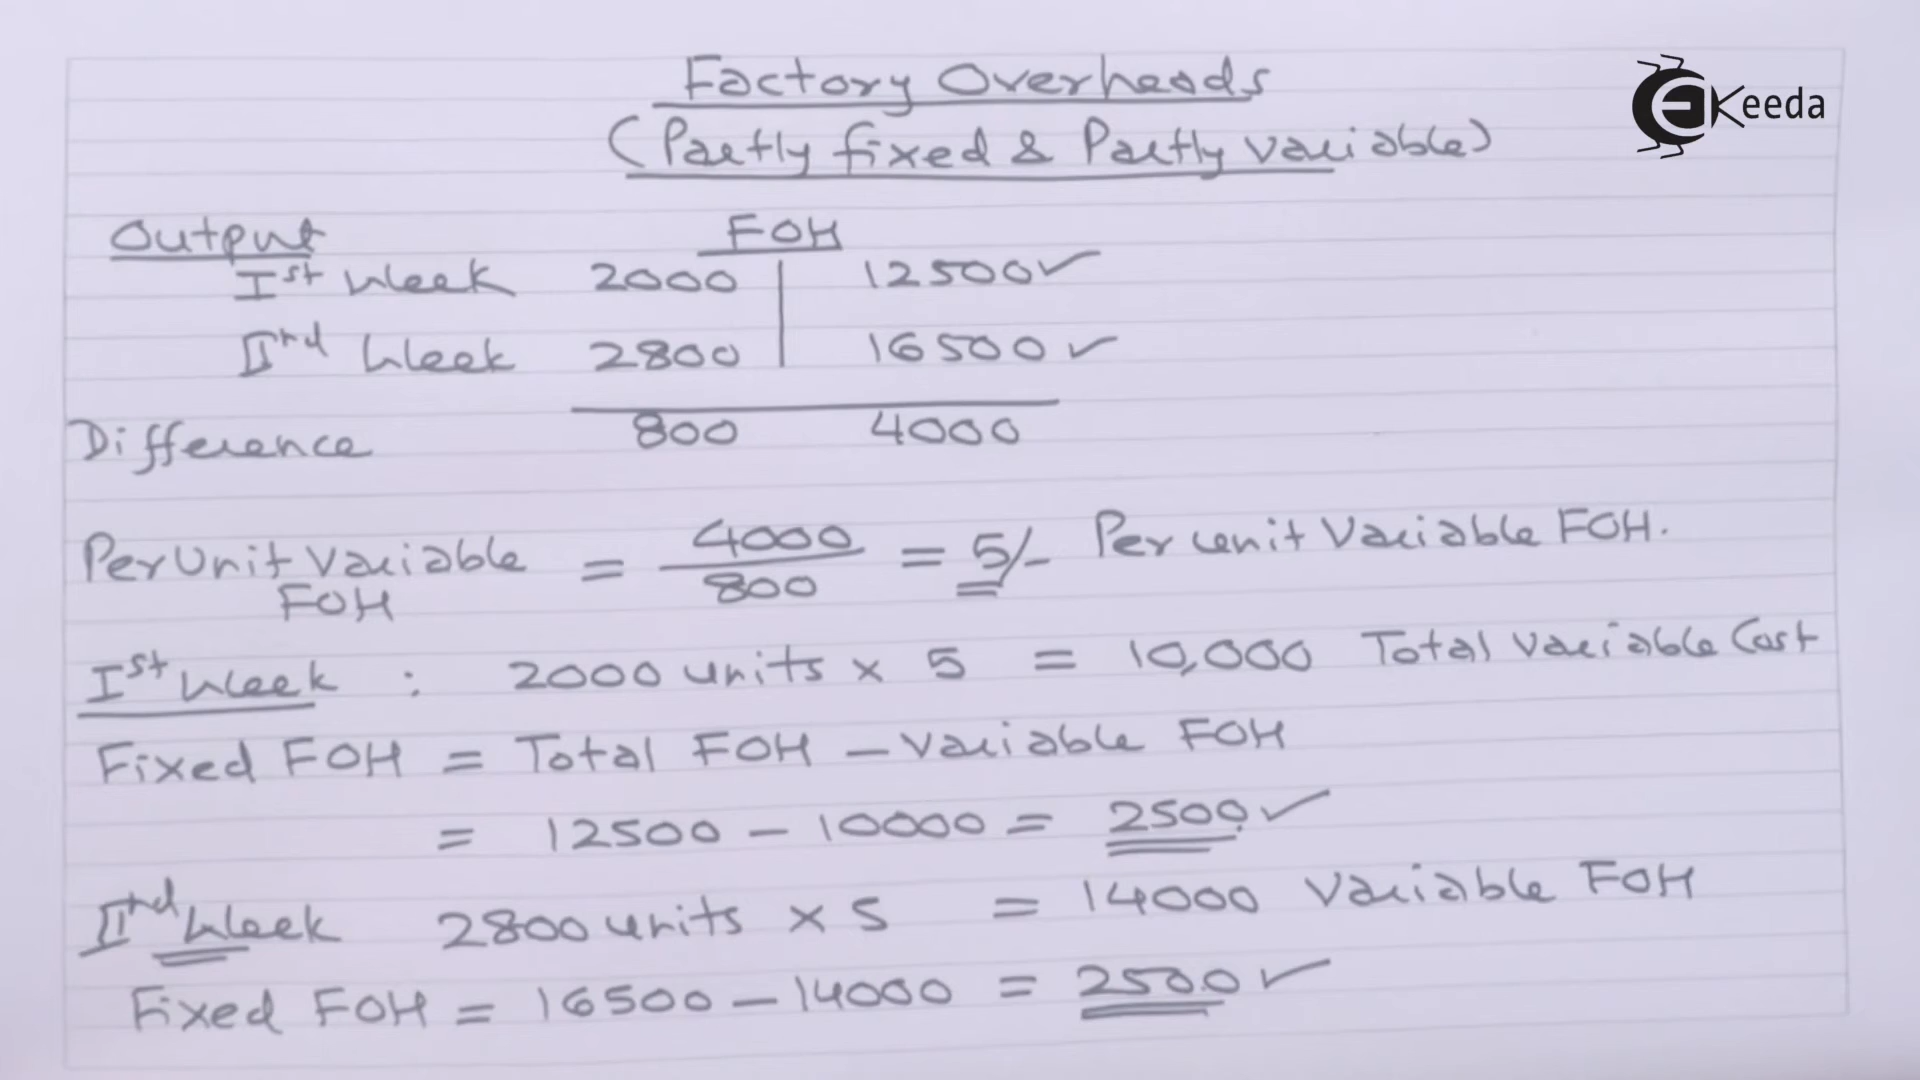 Factory Overheads
(Partly fixed & Partly variable)
EKeeda
Output FOH
Ist Week 2000 12500✓
IInd Week 2800 16500✓
Difference 800 4000
Per Unit Variable FOH = 4000/800 = 5/- Per unit Variable FOH.
Ist Week : 2000 units x 5 = 10,000 Total Variable Cost
Fixed FOH = Total FOH - Variable FOH
= 12500 - 10000 = 2500✓
IInd Week 2800 units x 5 = 14000 Variable FOH
Fixed FOH = 16500 - 14000 = 2500✓